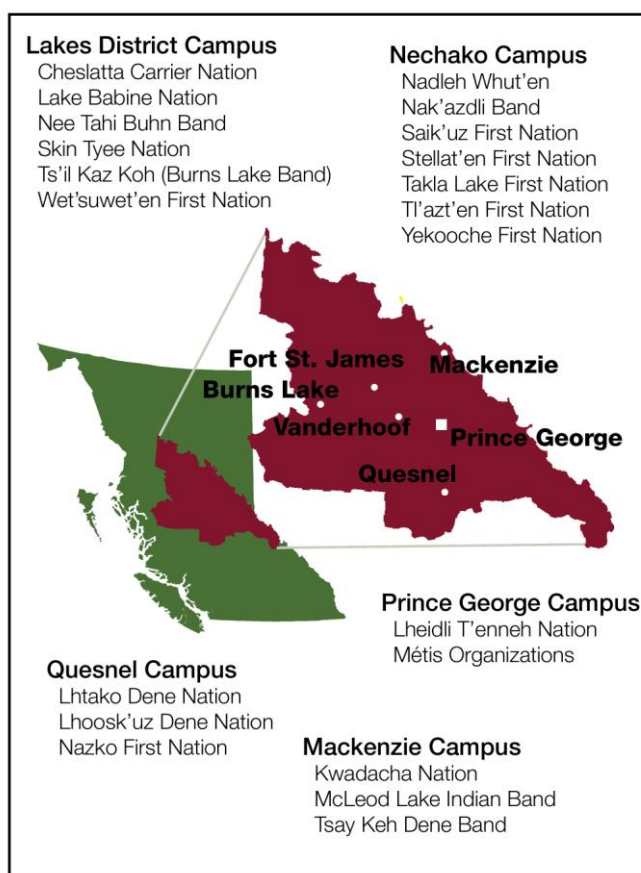 Lakes District Campus
Cheslatta Carrier Nation
Lake Babine Nation
Nee Tahi Buhn Band
Skin Tyee Nation
Ts'il Kaz Koh (Burns Lake Band)
Wet'suwet'en First Nation
Nechako Campus
Nadleh Whut'en
Nak'azdli Band
Saik'uz First Nation
Stellat'en First Nation
Takla Lake First Nation
Tl'azt'en First Nation
Yekooche First Nation
Fort St. James
Mackenzie
Burns Lake
Vanderhoof
Prince George
Quesnel
Prince George Campus
Lheidli T'enneh Nation
Métis Organizations
Quesnel Campus
Lhtako Dene Nation
Lhoosk'uz Dene Nation
Nazko First Nation
Mackenzie Campus
Kwadacha Nation
McLeod Lake Indian Band
Tsay Keh Dene Band